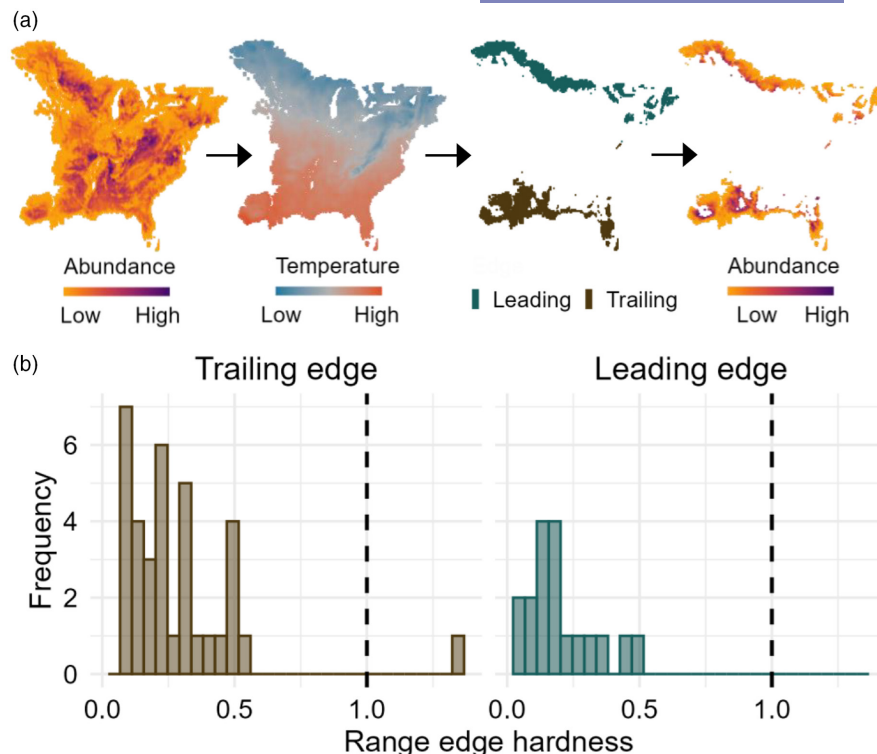 (a)
Abundance
Low High
Temperature
Low High
Leading Trailing
Abundance
Low High
(b)
Trailing edge Leading edge
Frequency
6
4
2
0
0.0 0.5 1.0 0.0 0.5 1.0
Range edge hardness